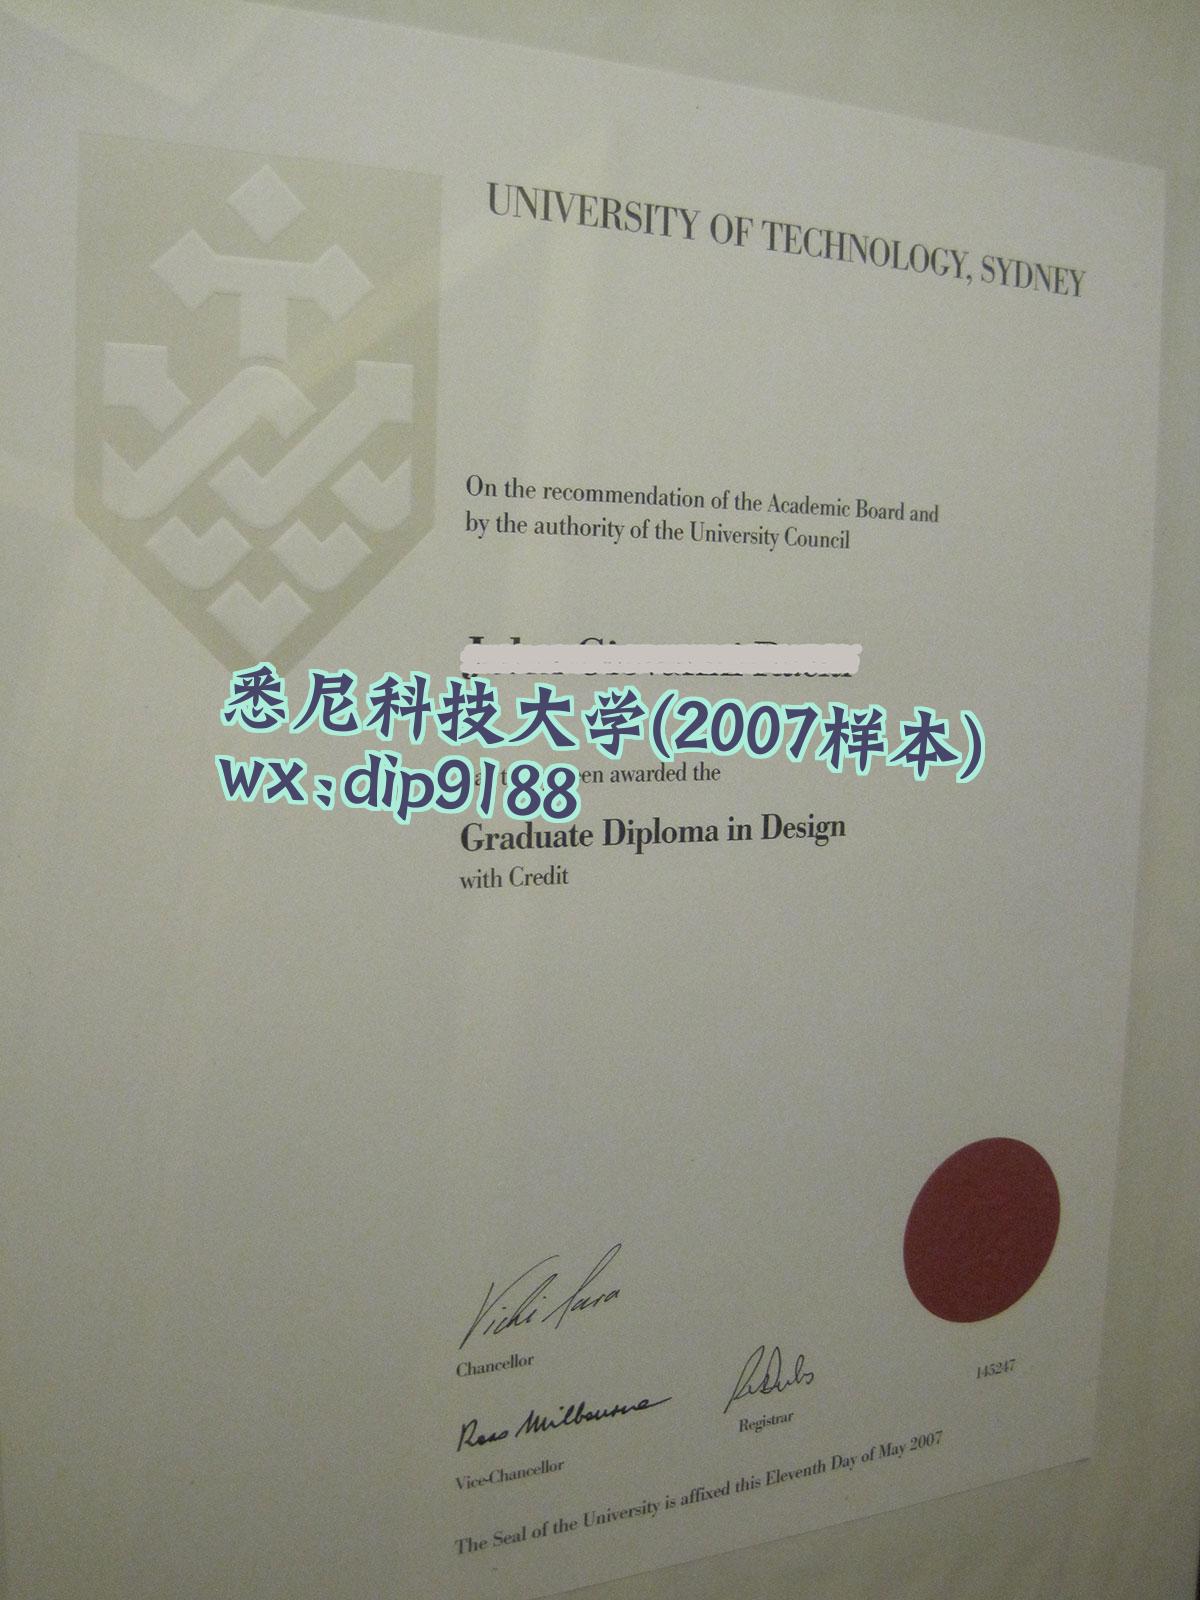 UNIVERSITY OF TECHNOLOGY, SYDNEY
On the recommendation of the Academic Board and
by the authority of the University Council
悉尼科技大学(2007样本)
wx:dip9188
awarded the
Graduate Diploma in Design
with Credit
Chancellor
Ross Milbourne
Vice-Chancellor
Registrar
145247
The Seal of the University is affixed this Eleventh Day of May 2007